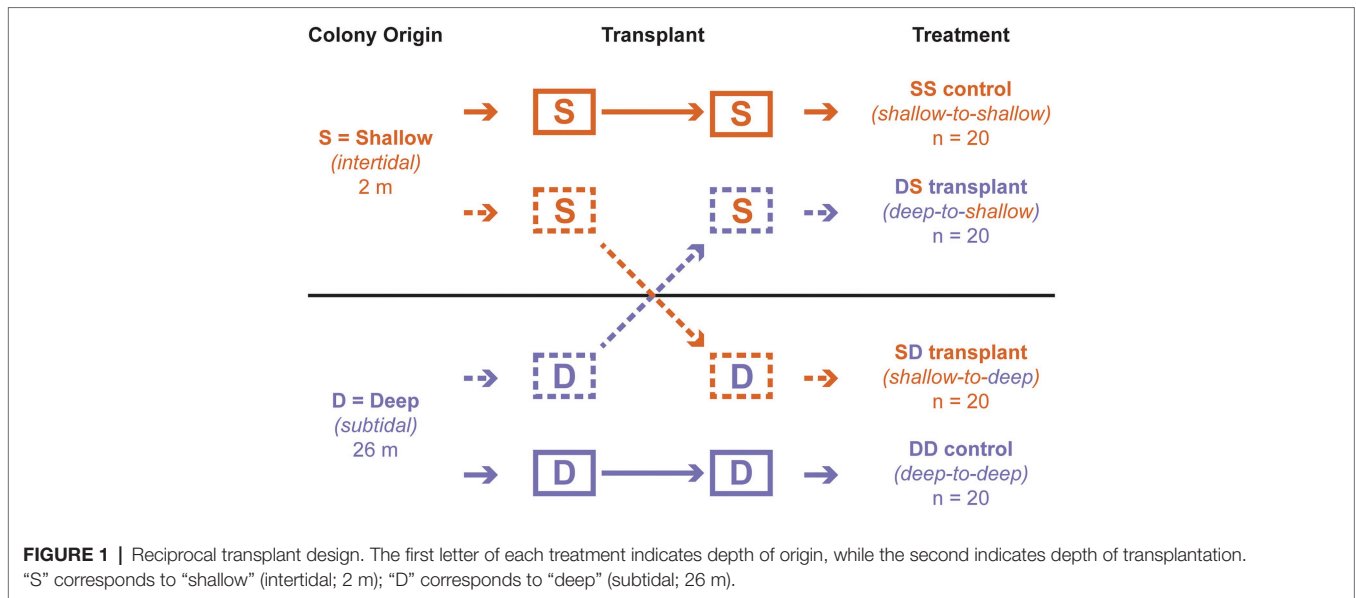 Colony Origin
Transplant
Treatment
S = Shallow
(intertidal)
2 m
S
S
SS control
(shallow-to-shallow)
n = 20
S
S
DS transplant
(deep-to-shallow)
n = 20
D = Deep
(subtidal)
26 m
D
D
SD transplant
(shallow-to-deep)
n = 20
D
D
DD control
(deep-to-deep)
n = 20
FIGURE 1 | Reciprocal transplant design. The first letter of each treatment indicates depth of origin, while the second indicates depth of transplantation.
“S” corresponds to “shallow” (intertidal; 2 m); “D” corresponds to “deep” (subtidal; 26 m).